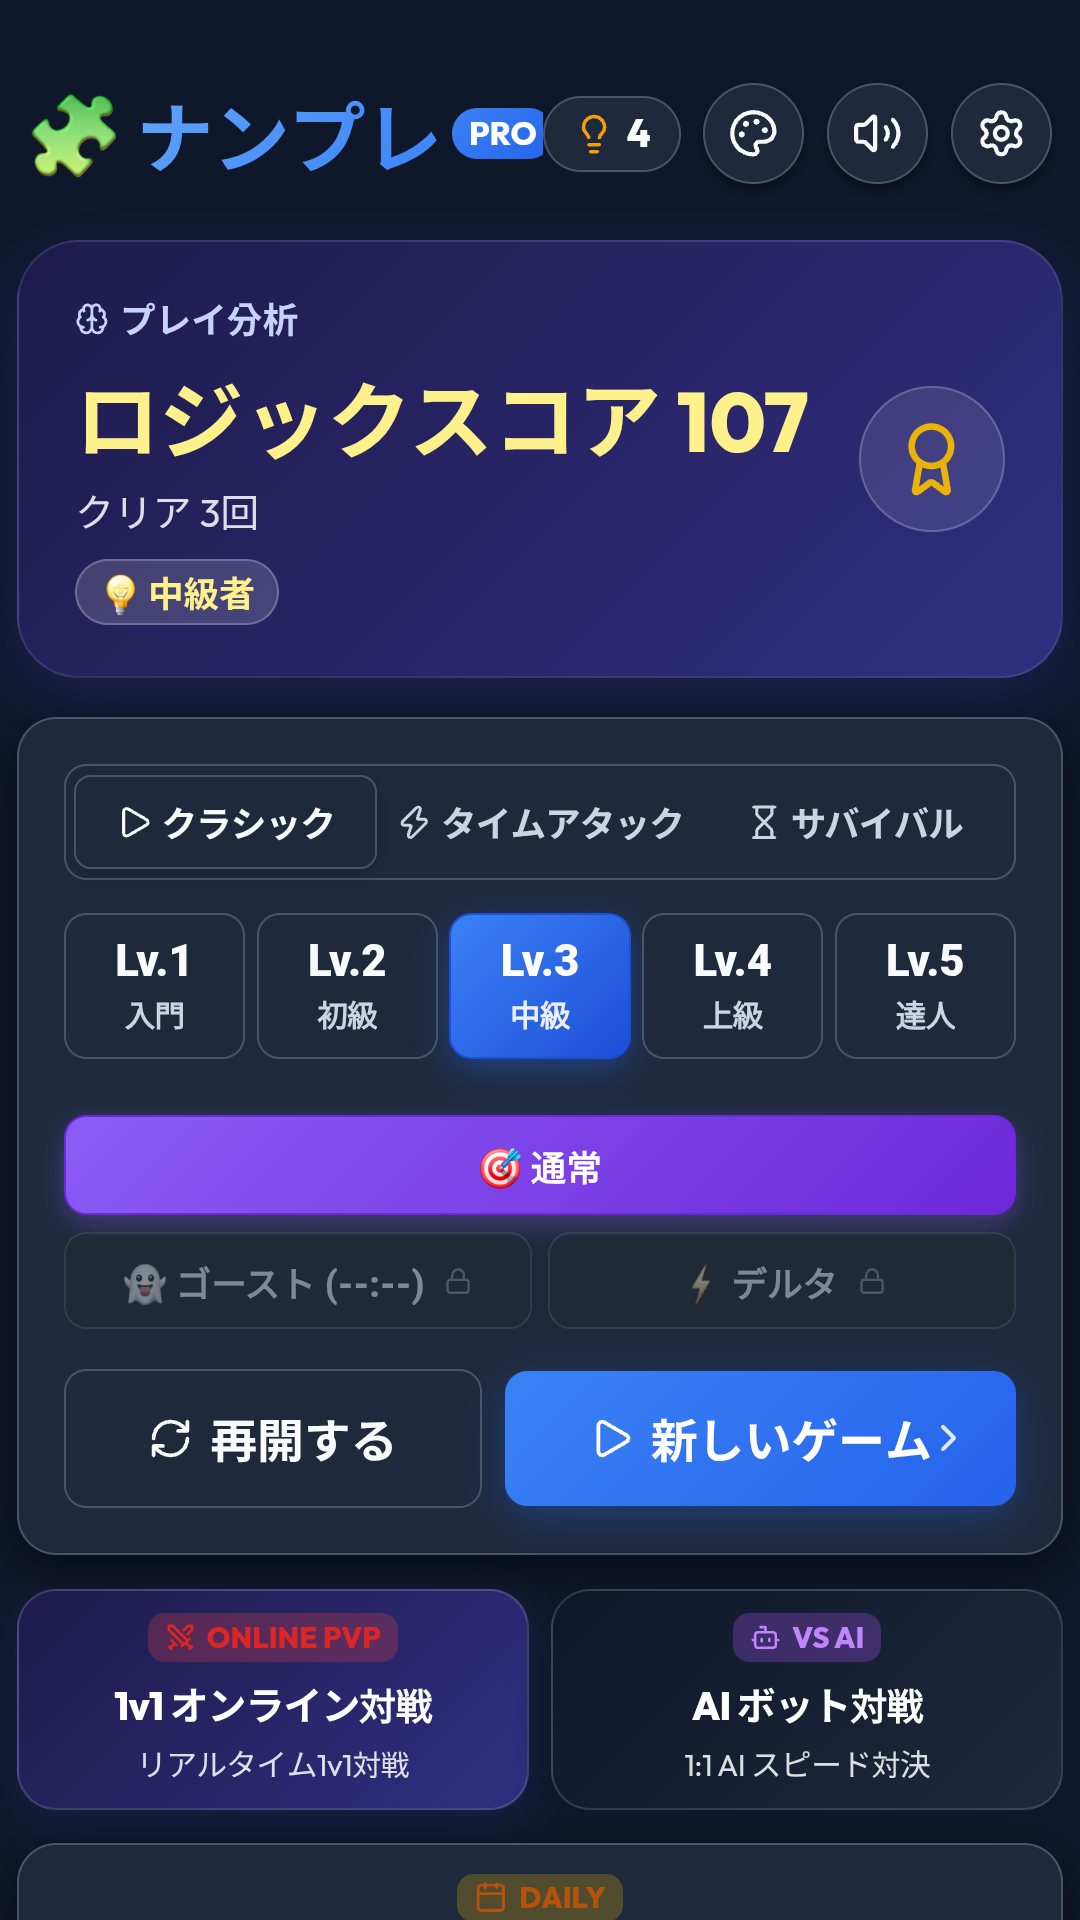 ナンプレ PRO 4
プレイ分析
ロジックスコア 107
クリア 3回
中級者
クラシック タイムアタック サバイバル
Lv.1 Lv.2 Lv.3 Lv.4 Lv.5
入門 初級 中級 上級 達人
通常
ゴースト (--:--) デルタ
再開する 新しいゲーム
ONLINE PVP VS AI
1v1 オンライン対戦 AI ボット対戦
リアルタイム1v1対戦 1:1 AI スピード対決
DAILY